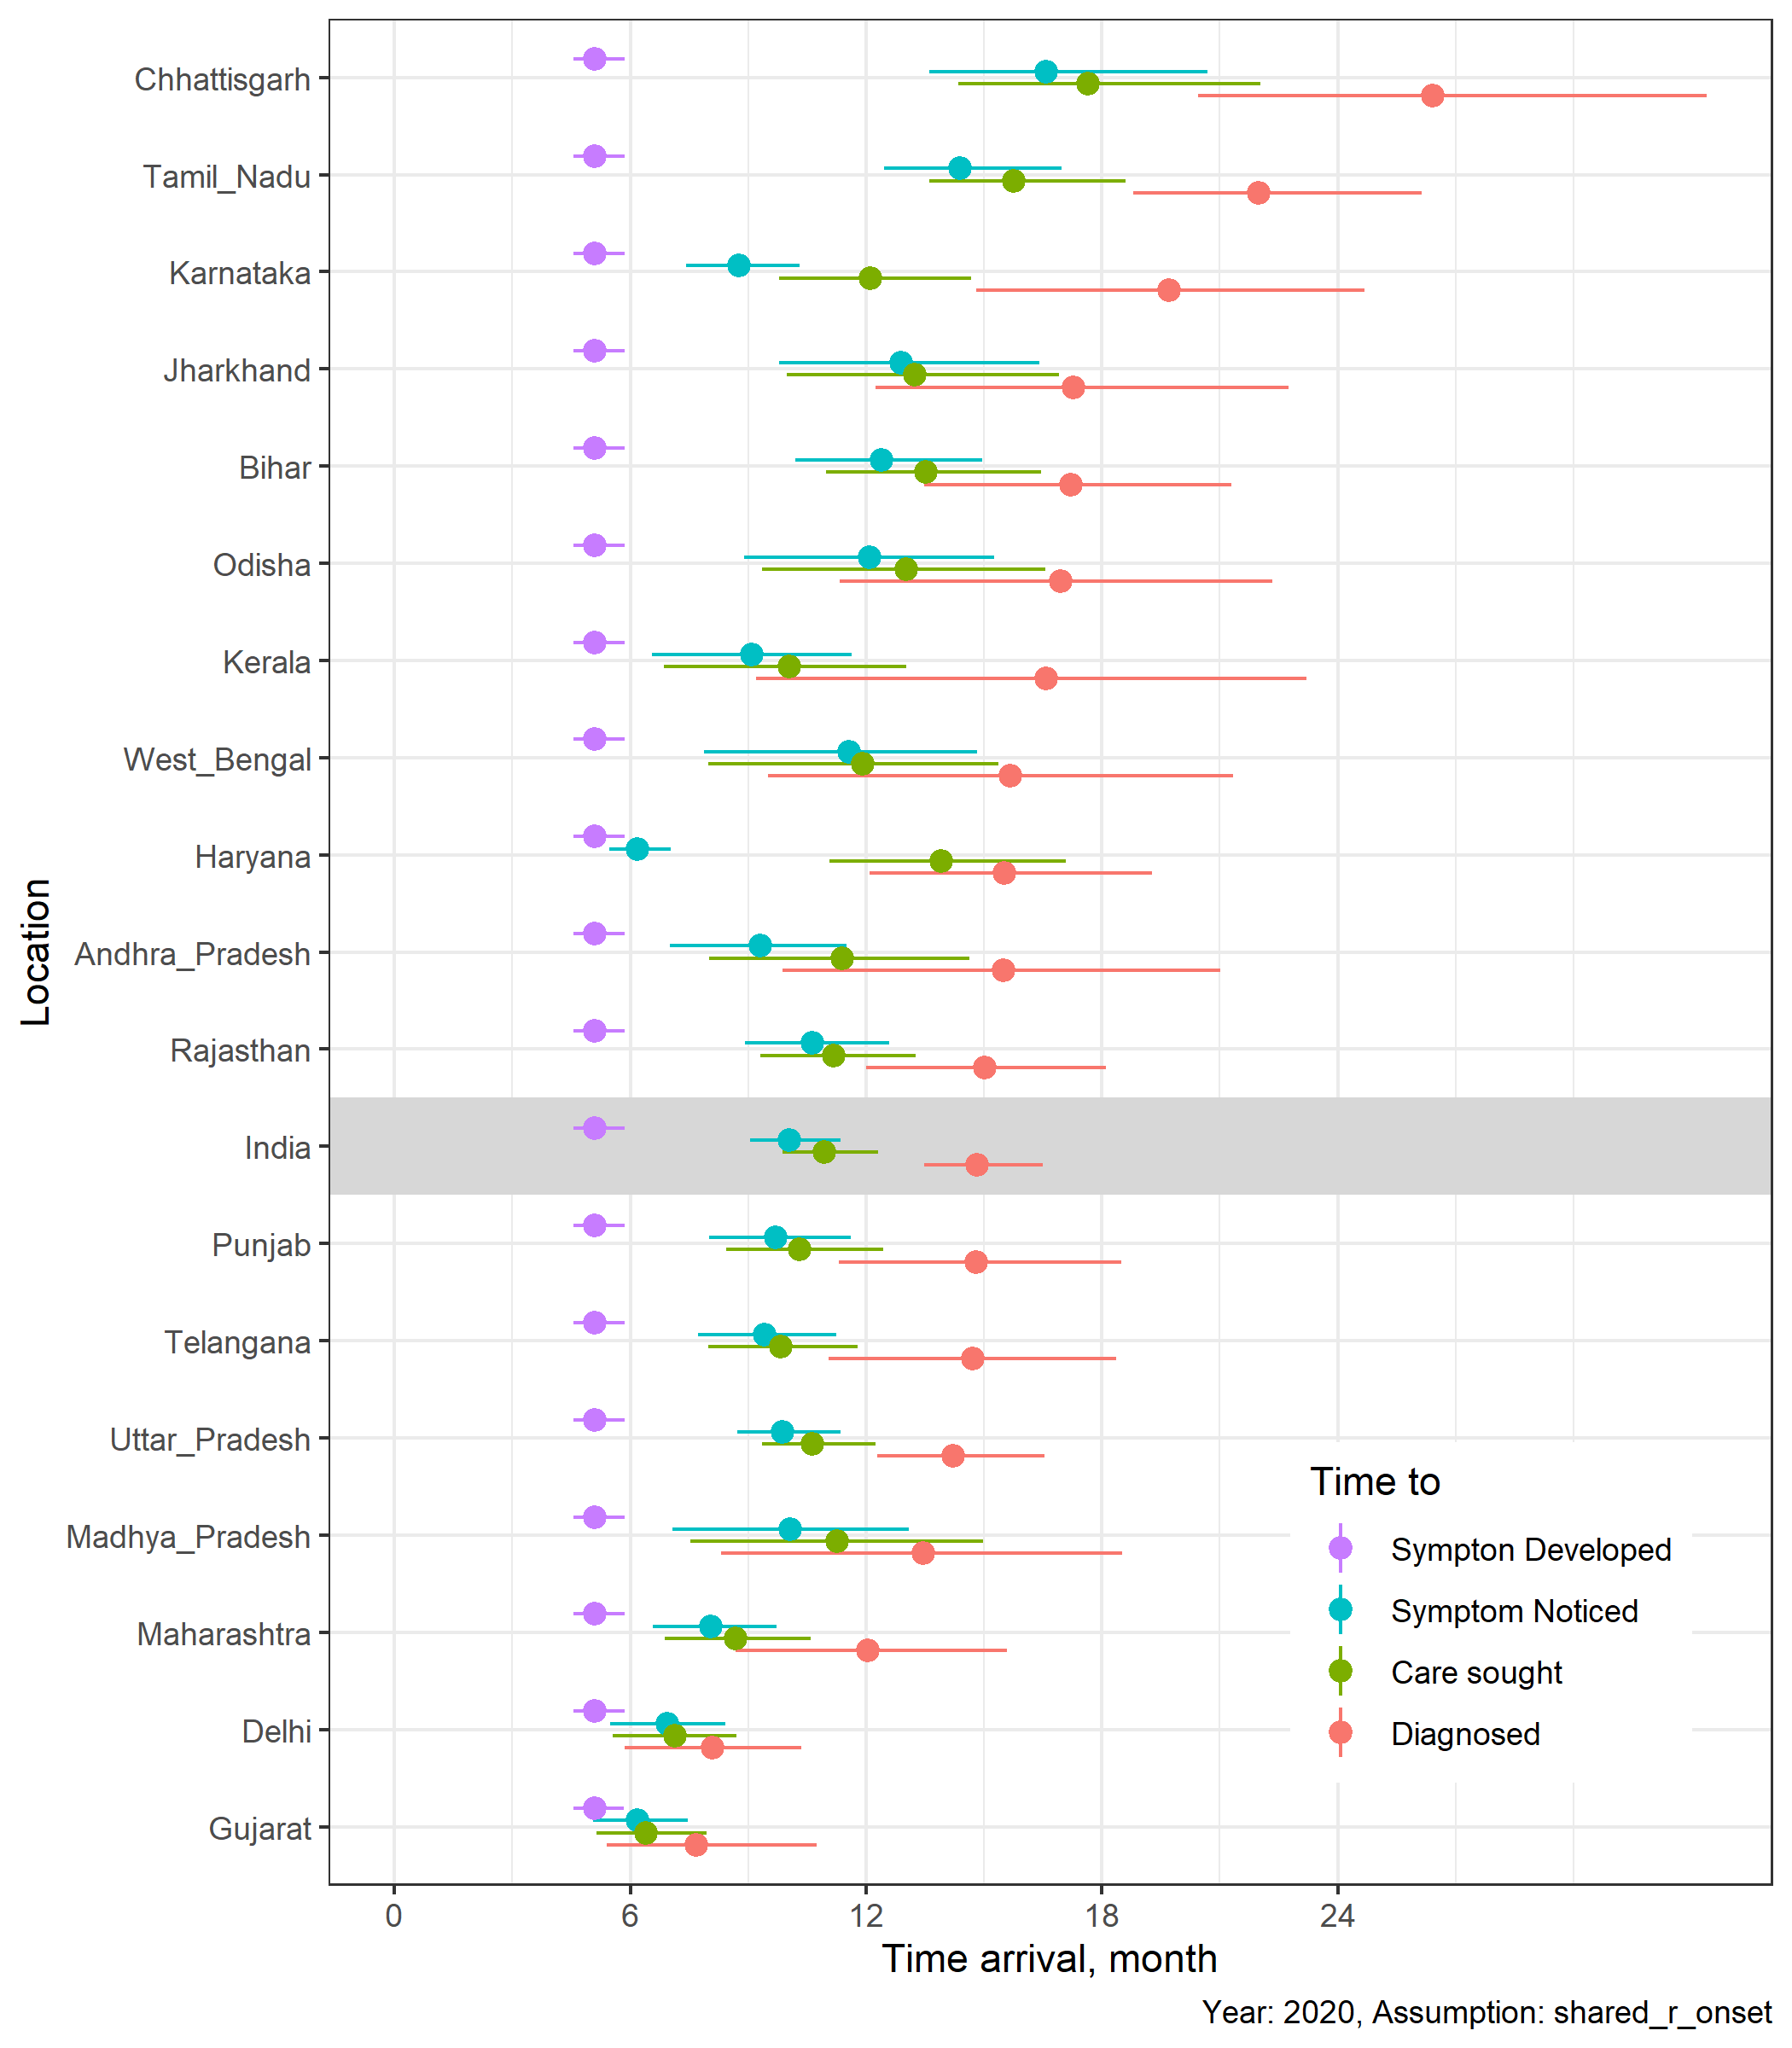 Chhattisgarh
Tamil_Nadu
Karnataka
Jharkhand
Bihar
Odisha
Kerala
West_Bengal
Haryana
Andhra_Pradesh
Rajasthan
India
Punjab
Telangana
Uttar_Pradesh
Madhya_Pradesh
Maharashtra
Delhi
Gujarat
Location
Time to
Sympton Developed
Symptom Noticed
Care sought
Diagnosed
0 6 12 18 24
Time arrival, month
Year: 2020, Assumption: shared_r_onset